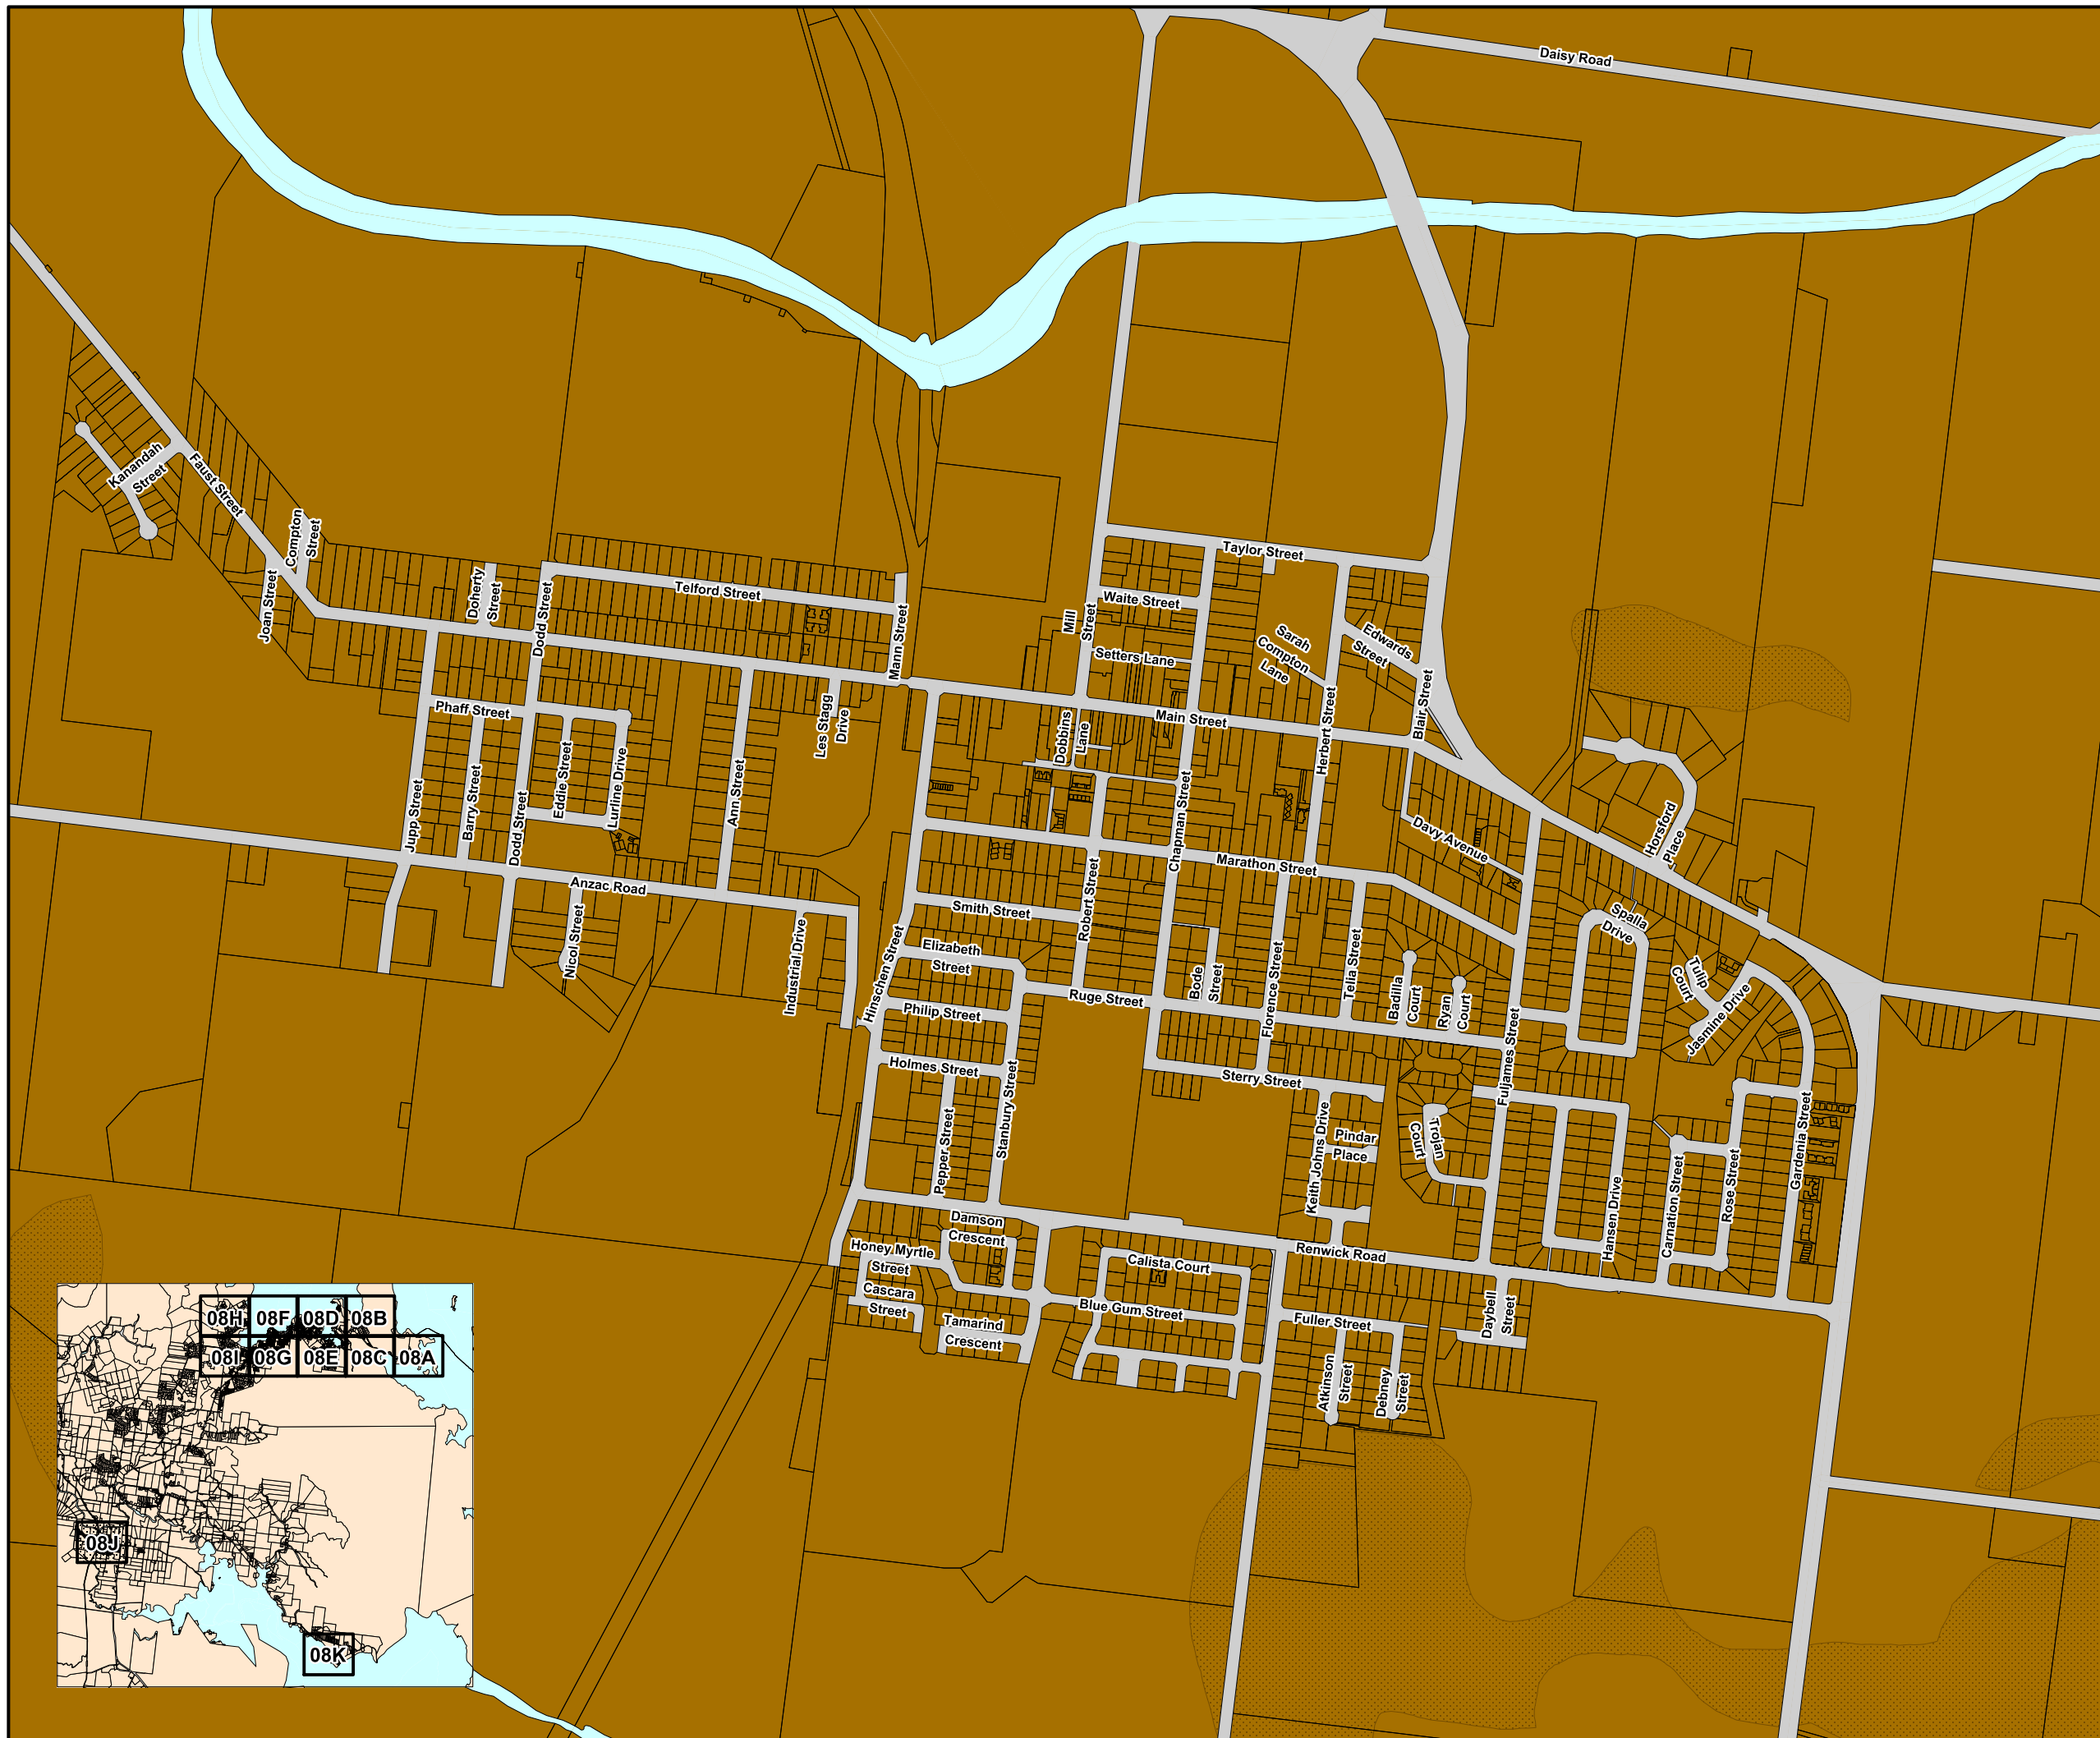 Daisy Road
Kanandah
Street
Faust Street
Compton
Street
Joan Street
Doherty
Street
Dodd Street
Telford Street
Mann Street
Taylor Street
Waite Street
Mill
Street
Setters Lane
Sarah
Compton
Lane
Edwards
Street
Blair Street
Herbert Street
Main Street
Phaff Street
Les Stagg
Drive
Dobbins
Lane
Jupp Street
Barry Street
Dodd Street
Eddie Street
Lurline Drive
Ann Street
Chapman Street
Davy Avenue
Horsford
Place
Marathon Street
Anzac Road
Nicol Street
Industrial Drive
Smith Street
Robert Street
Hinschen Street
Elizabeth
Street
Spalla
Drive
Bode
Street
Florence Street
Telia Street
Badilla
Court
Ryan
Court
Tulip
Court
Jasmine Drive
Ruge Street
Philip Street
Fuljames Street
Holmes Street
Stanbury Street
Sterry Street
Pepper Street
Keith Johns Drive
Pindar
Place
Trojan
Court
Hansen Drive
Carnation Street
Rose Street
Gardenia Street
Damson
Crescent
Honey Myrtle
Street
Calista Court
Renwick Road
Cascara
Street
Tamarind
Crescent
Blue Gum Street
Fuller Street
Daybell
Street
Atkinson
Street
Debney
Street
08H
08F
08D
08B
08I
08G
08E
08C
08A
08J
08K